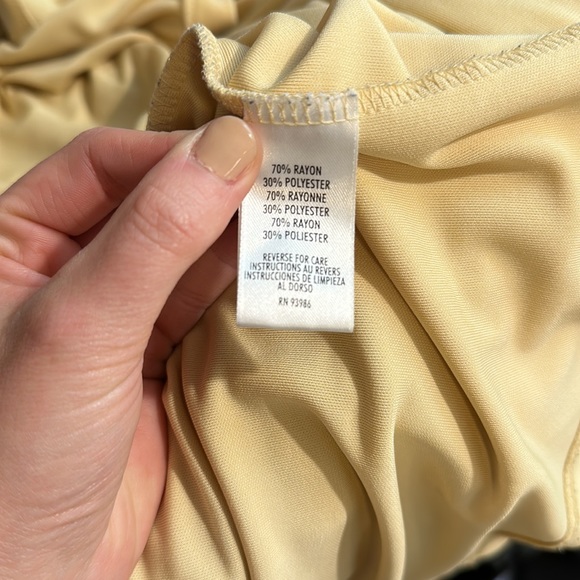 70% RAYON
30% POLYESTER
70% RAYONNE
30% POLYESTER
70% RAYON
30% POLIESTER
REVERSE FOR CARE
INSTRUCTIONS AU REVERS
INSTRUCCIONES DE LIMPIEZA
AL DORSO
RN 93986